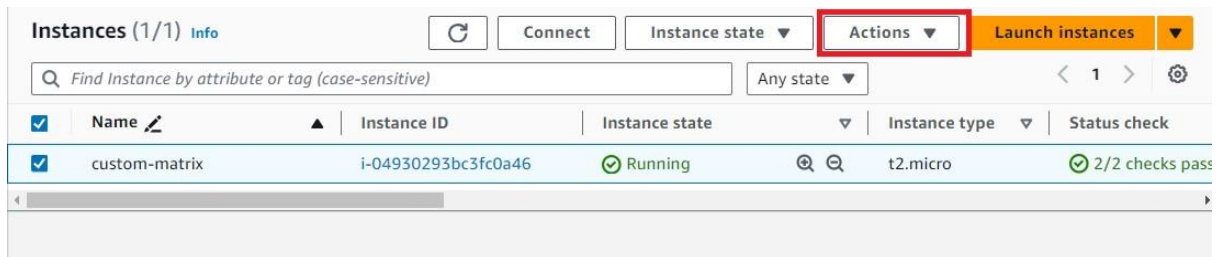 Instances (1/1) Info Connect Instance state Actions Launch instances
Find Instance by attribute or tag (case-sensitive) Any state 1
Name Instance ID Instance state Instance type Status check
custom-matrix i-04930293bc3fc0a46 Running t2.micro 2/2 checks pass